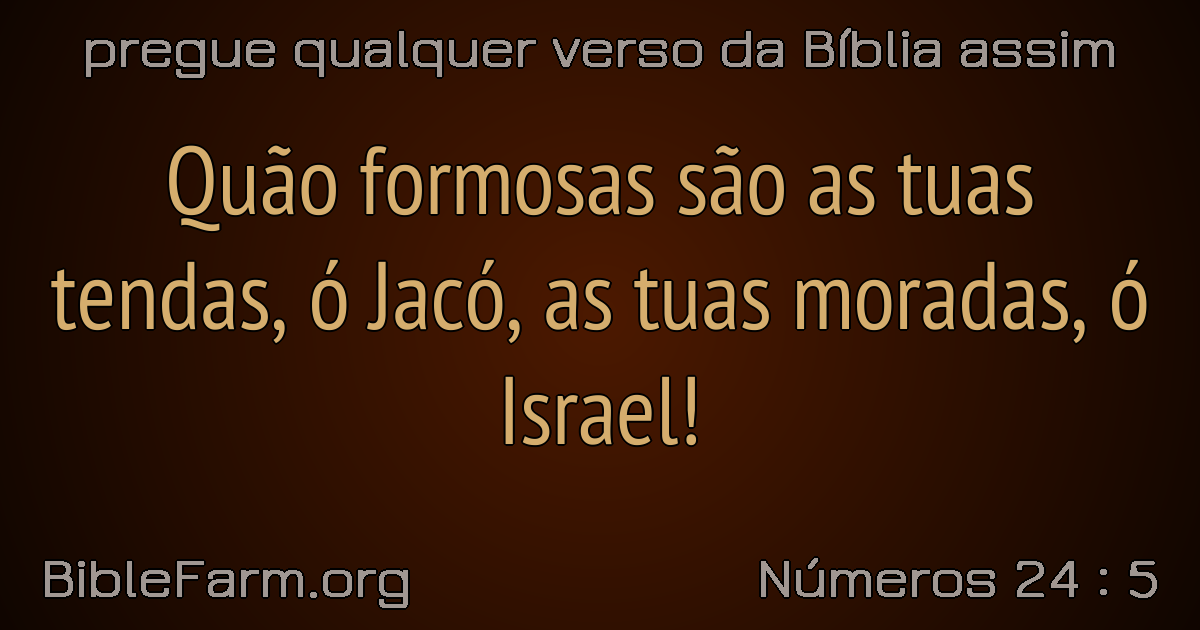 pregue qualquer verso da Bíblia assim
Quão formosas são as tuas
tendas, ó Jacó, as tuas moradas, ó
Israel!
BibleFarm.org
Números 24 : 5